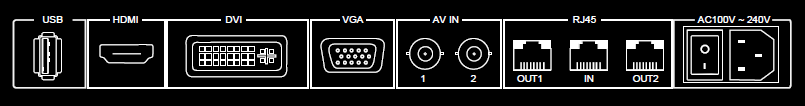 USB HDMI DVI VGA AV IN RJ45 AC100V ~ 240V
1 2 OUT1 IN OUT2